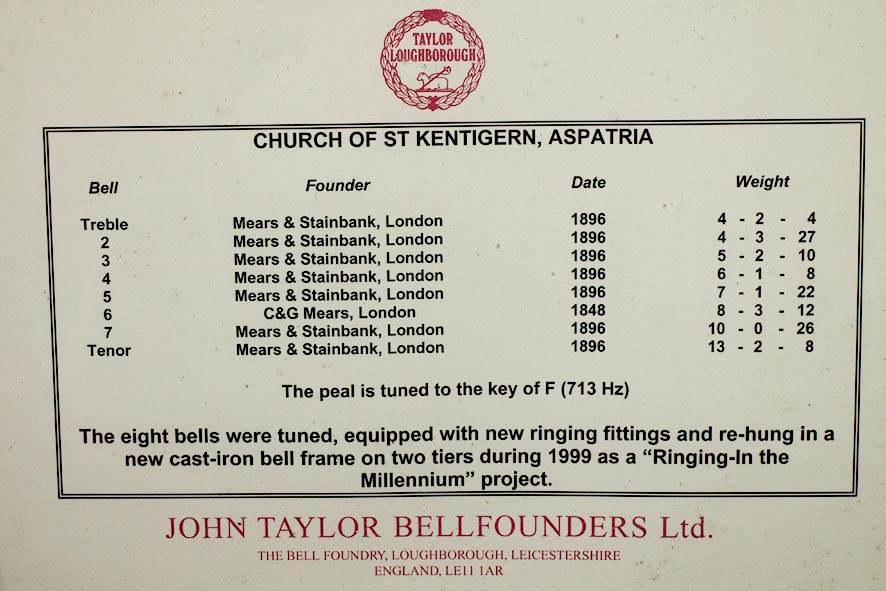 TAYLOR
LOUGHBOROUGH
CHURCH OF ST KENTIGERN, ASPATRIA
Bell Founder Date Weight
Treble Mears & Stainbank, London 1896 4 - 2 - 4
2 Mears & Stainbank, London 1896 4 - 3 - 27
3 Mears & Stainbank, London 1896 5 - 2 - 10
4 Mears & Stainbank, London 1896 6 - 1 - 8
5 Mears & Stainbank, London 1896 7 - 1 - 22
6 C&G Mears, London 1848 8 - 3 - 12
7 Mears & Stainbank, London 1896 10 - 0 - 26
Tenor Mears & Stainbank, London 1896 13 - 2 - 8
The peal is tuned to the key of F (713 Hz)
The eight bells were tuned, equipped with new ringing fittings and re-hung in a
new cast-iron bell frame on two tiers during 1999 as a “Ringing-In the
Millennium” project.
JOHN TAYLOR BELLFOUNDERS Ltd.
THE BELL FOUNDRY, LOUGHBOROUGH, LEICESTERSHIRE
ENGLAND, LE11 1AR